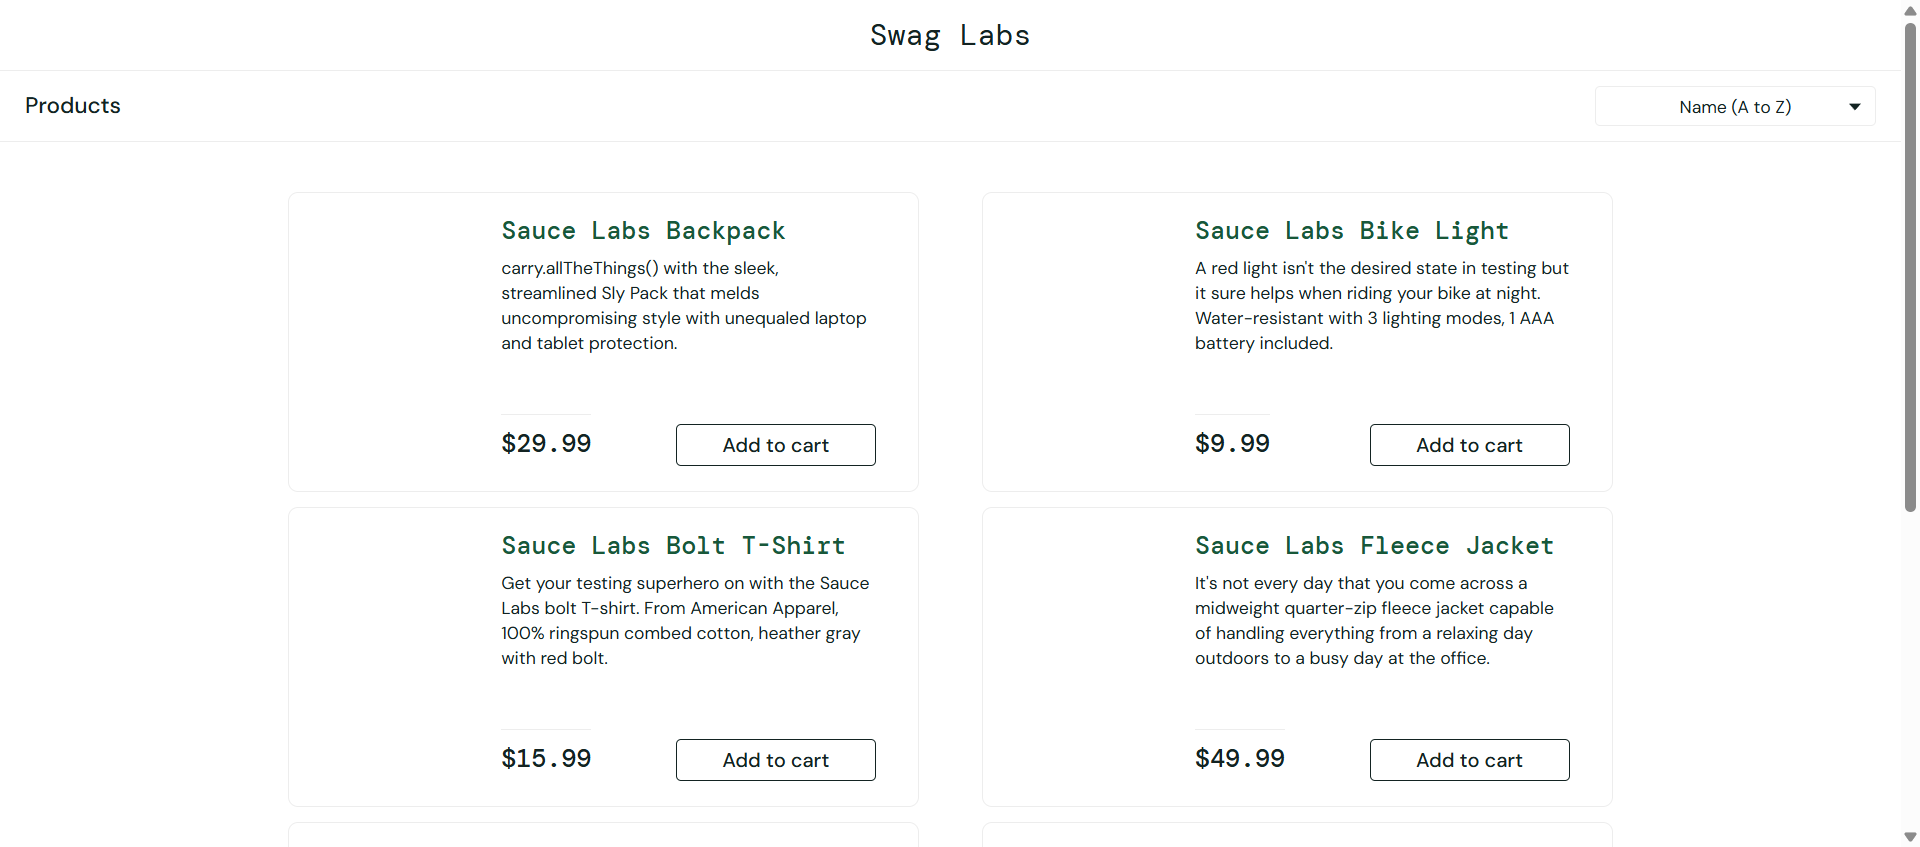 Swag Labs
Products
Name (A to Z)
Sauce Labs Backpack
carry.allTheThings() with the sleek,
streamlined Sly Pack that melds
uncompromising style with unequaled laptop
and tablet protection.
$29.99
Add to cart
Sauce Labs Bike Light
A red light isn't the desired state in testing but
it sure helps when riding your bike at night.
Water-resistant with 3 lighting modes, 1 AAA
battery included.
$9.99
Add to cart
Sauce Labs Bolt T-Shirt
Get your testing superhero on with the Sauce
Labs bolt T-shirt. From American Apparel,
100% ringspun combed cotton, heather gray
with red bolt.
$15.99
Add to cart
Sauce Labs Fleece Jacket
It's not every day that you come across a
midweight quarter-zip fleece jacket capable
of handling everything from a relaxing day
outdoors to a busy day at the office.
$49.99
Add to cart